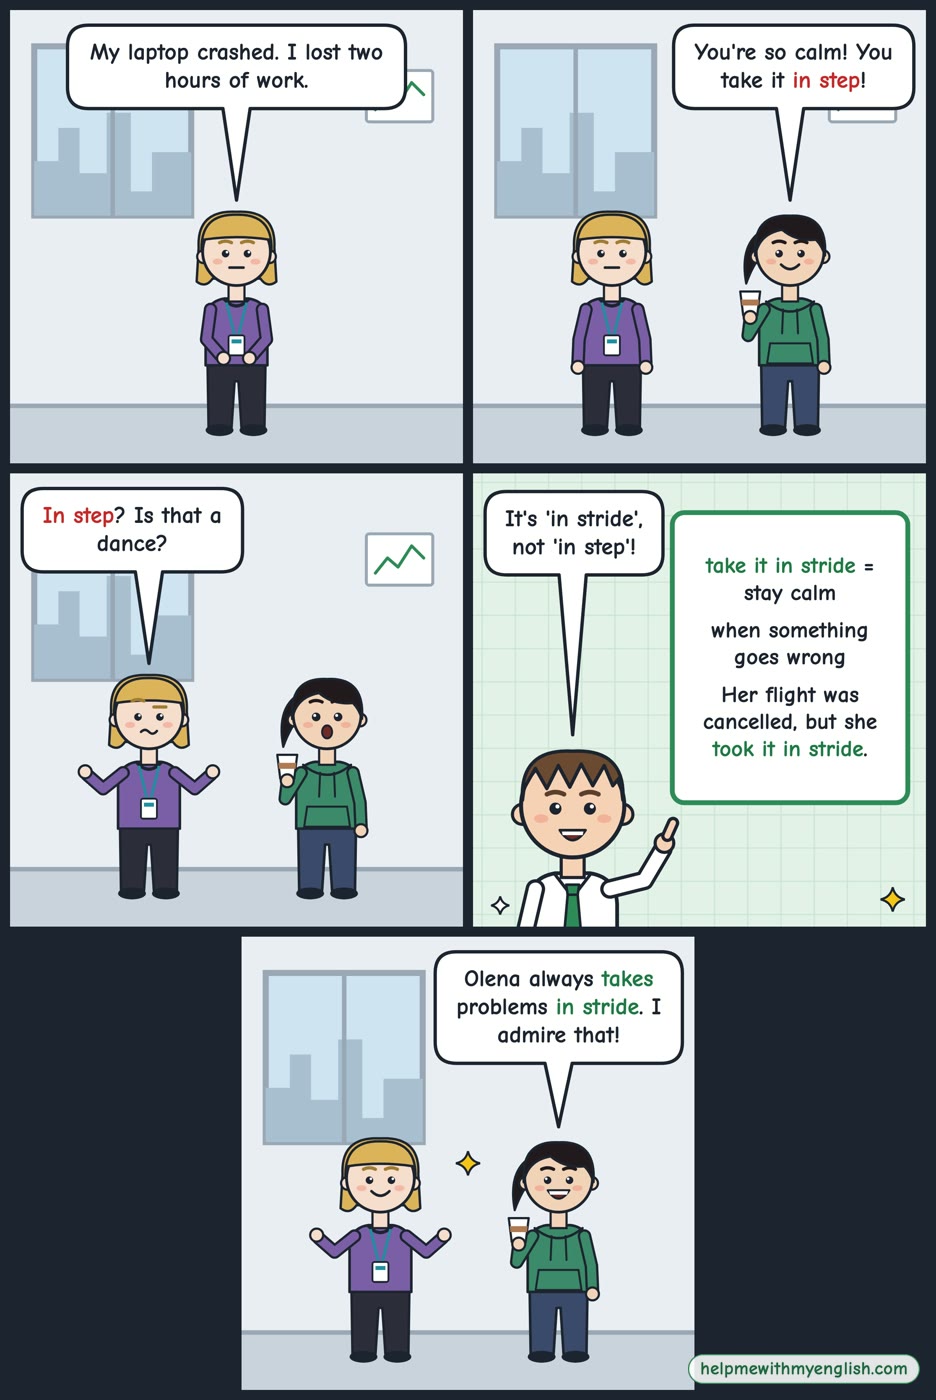 My laptop crashed. I lost two
hours of work.
You're so calm! You
take it in step!
In step? Is that a
dance?
It's 'in stride',
not 'in step'!
take it in stride =
stay calm
when something
goes wrong
Her flight was
cancelled, but she
took it in stride.
Olena always takes
problems in stride. I
admire that!
helpmewithmyenglish.com